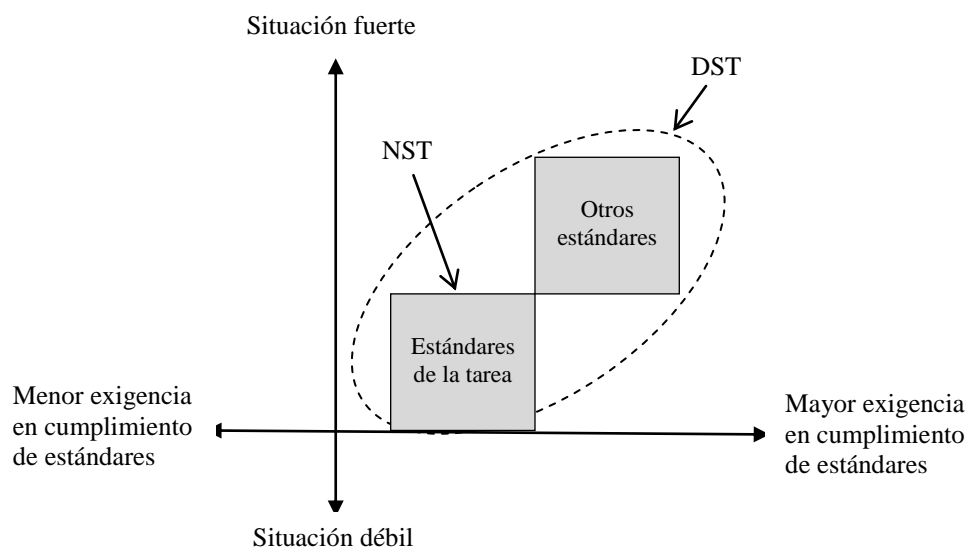 Situación fuerte
DST
NST
Otros
estándares
Estándares
de la tarea
Menor exigencia
en cumplimiento
de estándares
Mayor exigencia
en cumplimiento
de estándares
Situación débil